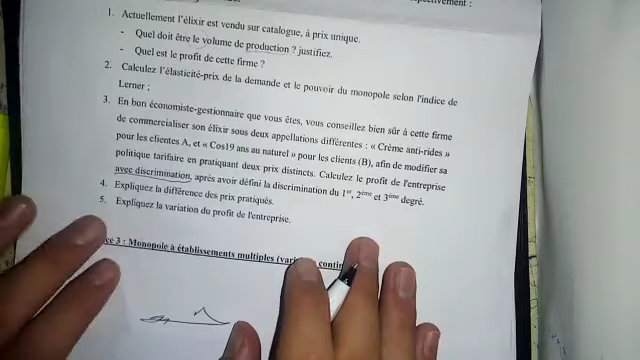 pectivement :
1. Actuellement l'élixir est vendu sur catalogue, à prix unique.
- Quel doit être le volume de production ? justifiez.
- Quel est le profit de cette firme ?
2. Calculez l'élasticité-prix de la demande et le pouvoir du monopole selon l'indice de
Lerner ;
3. En bon économiste-gestionnaire que vous êtes, vous conseillez bien sûr à cette firme
de commercialiser son élixir sous deux appellations différentes : « Crème anti-rides »
pour les clientes A, et « Cos19 ans au naturel » pour les clients (B), afin de modifier sa
politique tarifaire en pratiquant deux prix distincts. Calculez le profit de l'entreprise
avec discrimination, après avoir défini la discrimination du 1er, 2ème et 3ème degré.
4. Expliquez la différence des prix pratiqués.
5. Expliquez la variation du profit de l'entreprise.
ce 3 : Monopole à établissements multiples